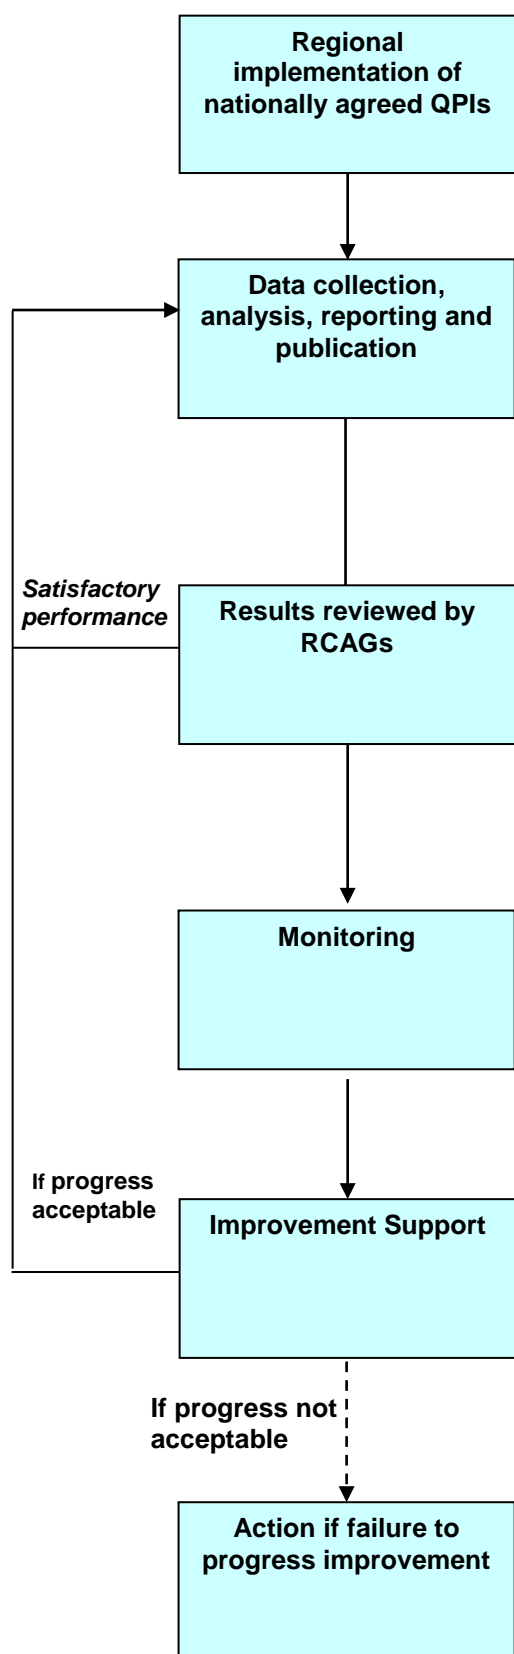 Regional
implementation of
nationally agreed QPIs
Data collection,
analysis, reporting and
publication
Satisfactory
performance
Results reviewed by
RCAGs
Monitoring
If progress
acceptable
Improvement Support
If progress not
acceptable
Action if failure to
progress improvement